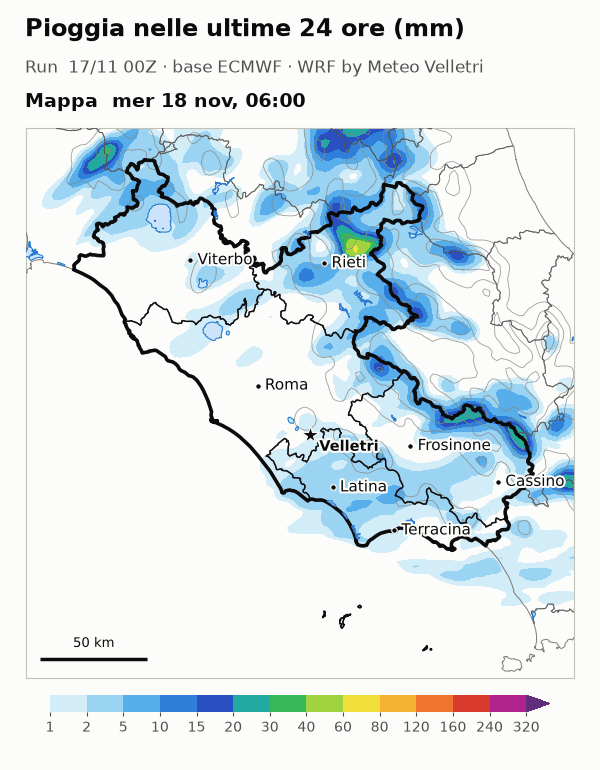 Pioggia nelle ultime 24 ore (mm)
Run  17/11 00Z · base ECMWF · WRF by Meteo Velletri
Mappa  mer 18 nov, 06:00
Viterbo
Rieti
Roma
Velletri
Frosinone
Latina
Cassino
Terracina
50 km
1 2 5 10 15 20 30 40 60 80 120 160 240 320